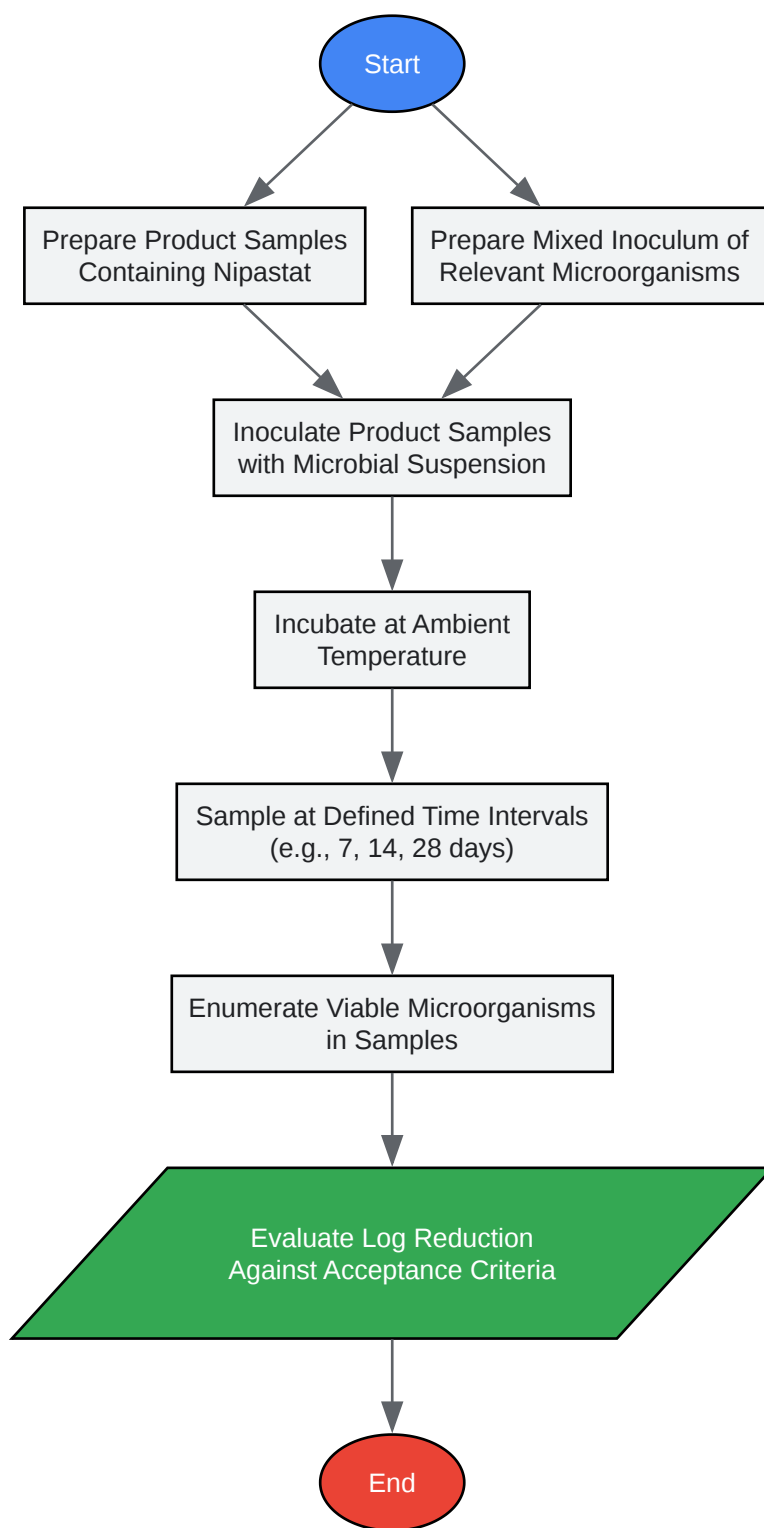 Start
Prepare Product Samples
Containing Nipastat
Prepare Mixed Inoculum of
Relevant Microorganisms
Inoculate Product Samples
with Microbial Suspension
Incubate at Ambient
Temperature
Sample at Defined Time Intervals
(e.g., 7, 14, 28 days)
Enumerate Viable Microorganisms
in Samples
Evaluate Log Reduction
Against Acceptance Criteria
End